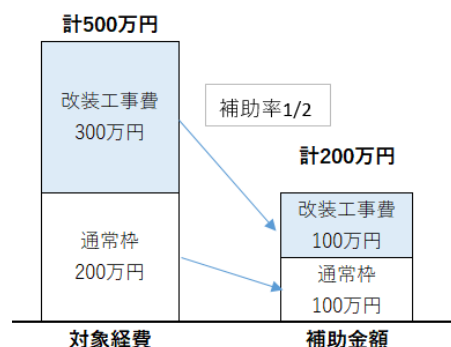 計500万円
改装工事費
300万円
補助率1/2
計200万円
通常枠
200万円
改装工事費
100万円
通常枠
100万円
対象経費
補助金額